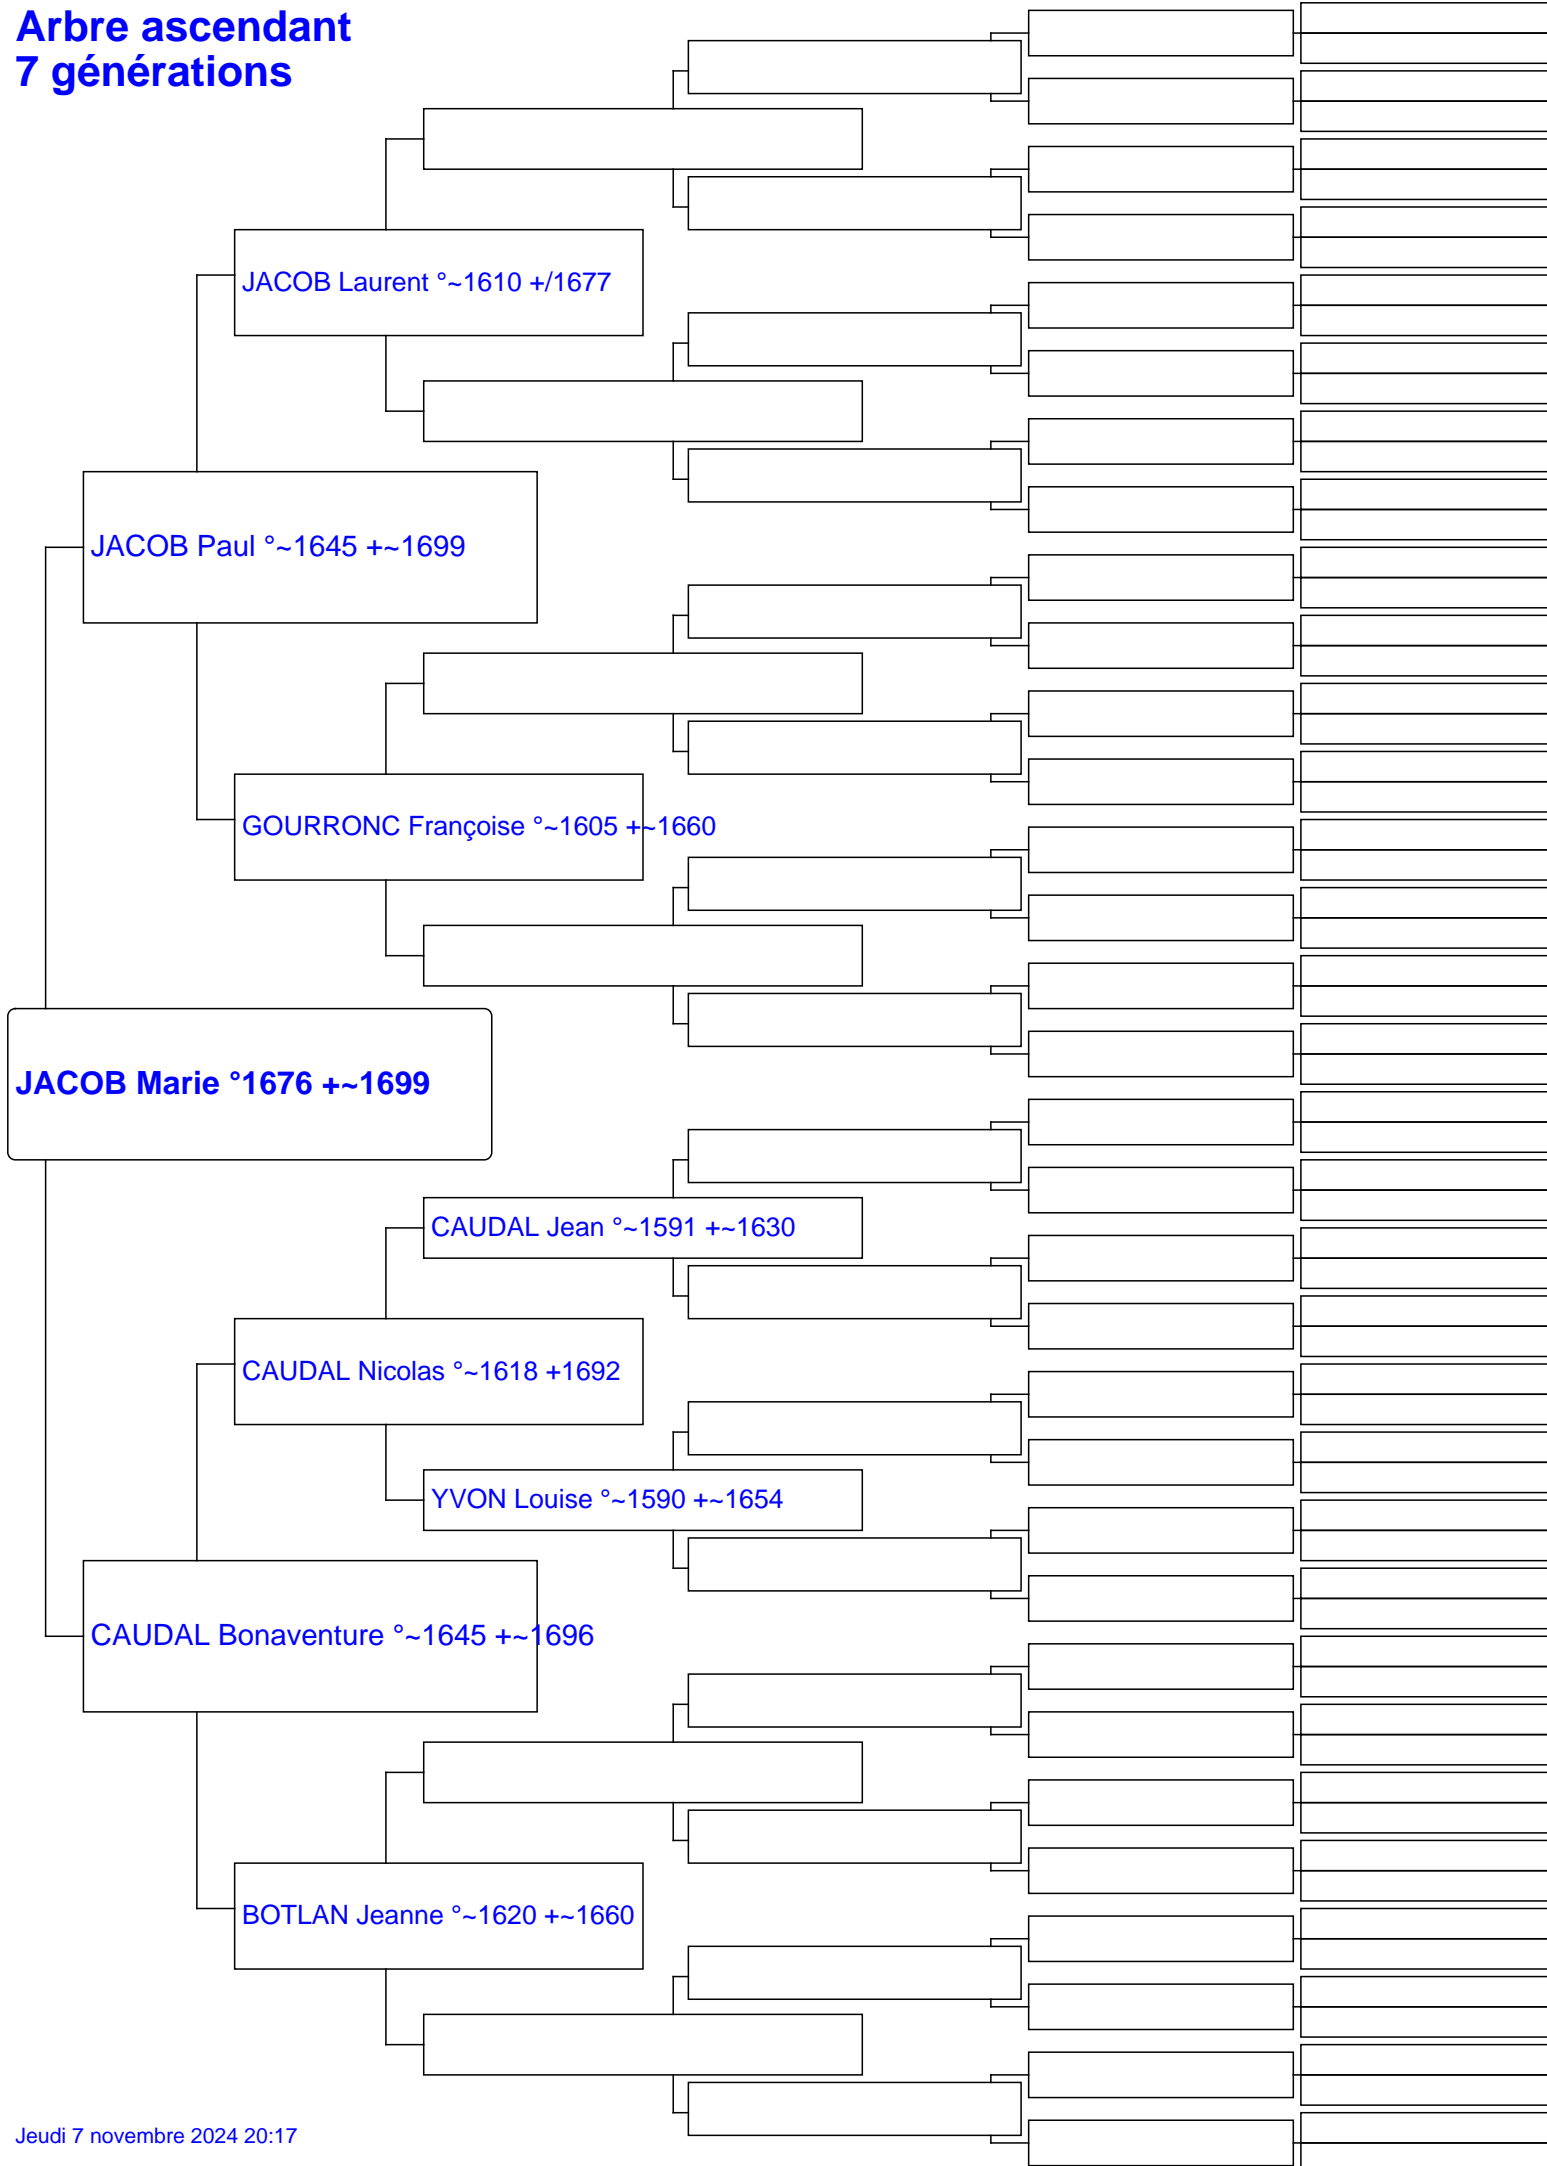 Arbre ascendant
7 générations
JACOB Laurent °~1610 +/1677
JACOB Paul °~1645 +~1699
GOURRONC Françoise °~1605 +~1660
JACOB Marie °1676 +~1699
CAUDAL Jean °~1591 +~1630
CAUDAL Nicolas °~1618 +1692
YVON Louise °~1590 +~1654
CAUDAL Bonaventure °~1645 +~1696
BOTLAN Jeanne °~1620 +~1660
Jeudi 7 novembre 2024 20:17